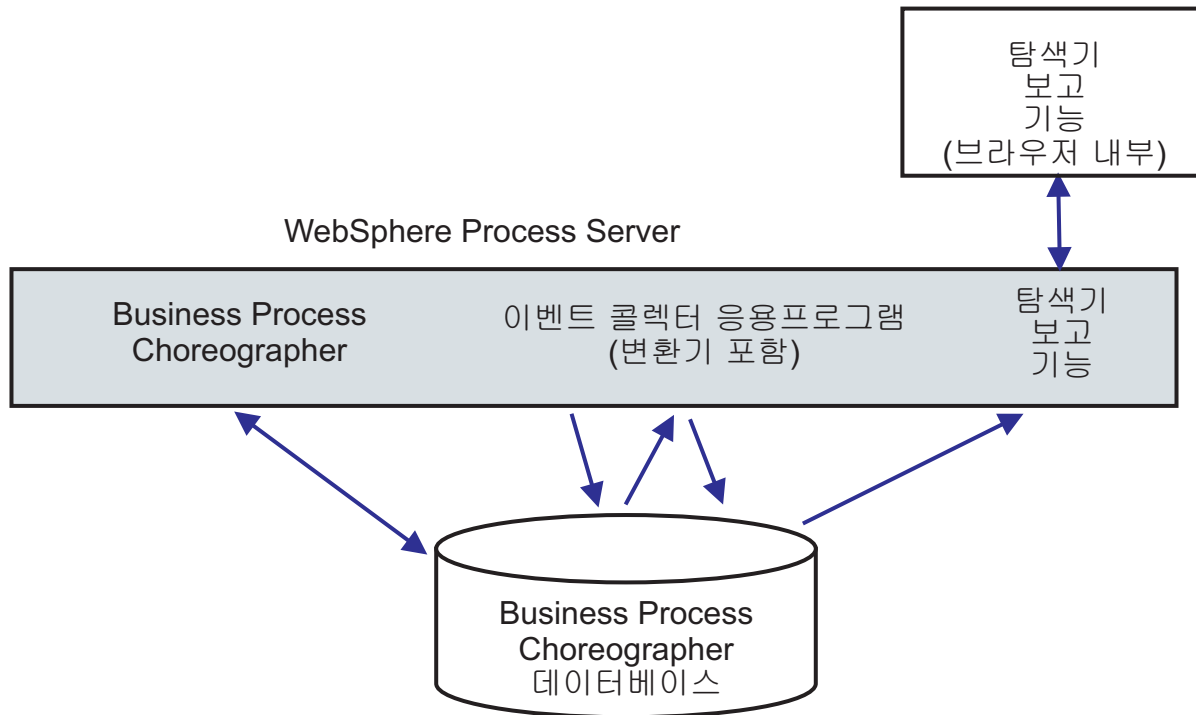 탐색기
보고
기능
(브라우저 내부)
WebSphere Process Server
Business Process
Choreographer
이벤트 콜렉터 응용프로그램
(변환기 포함)
탐색기
보고
기능
Business Process
Choreographer
데이터베이스